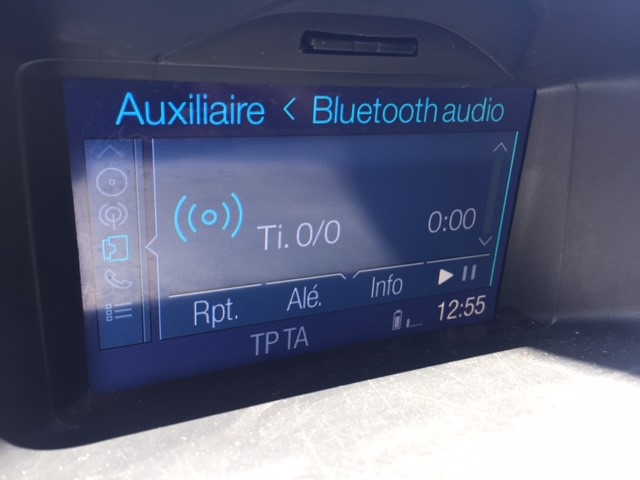 Auxiliaire < Bluetooth audio
Ti. 0/0 0:00
Rpt. Alé. Info
TP TA 12:55